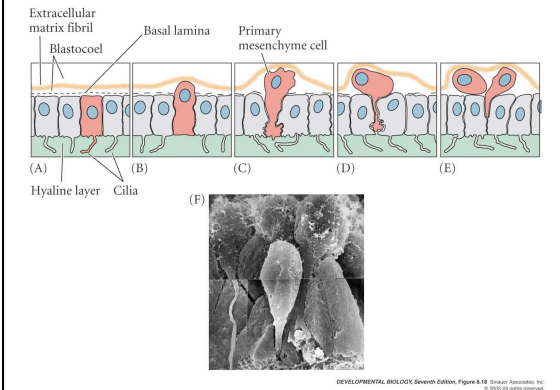 Extracellular
matrix fibril
Blastocoel
Basal lamina
Primary
mesenchyme cell
(A)
(B)
(C)
(D)
(E)
Hyaline layer
Cilia
(F)
DEVELOPMENTAL BIOLOGY, Seventh Edition, Figure 8.16 Sinauer Associates, Inc.
© 2003 All rights reserved